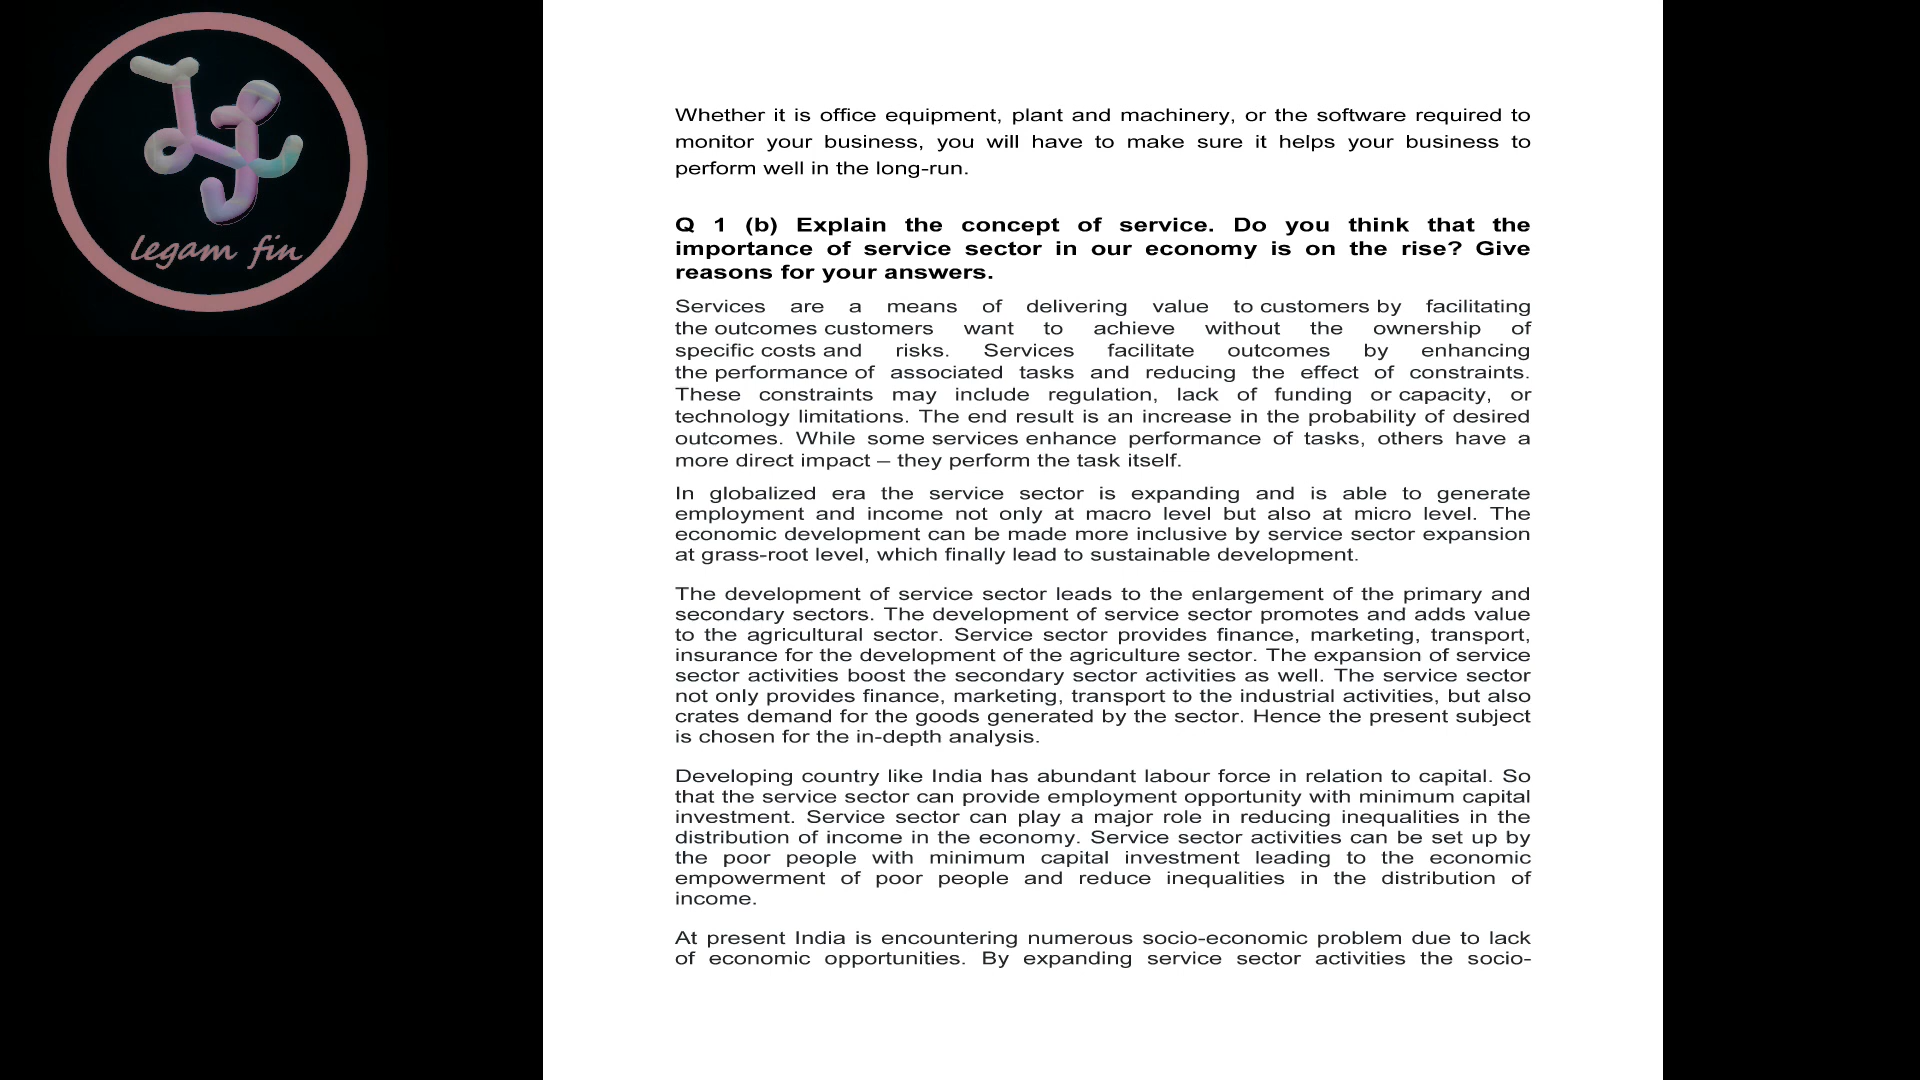 legam fin
Whether it is office equipment, plant and machinery, or the software required to
monitor your business, you will have to make sure it helps your business to
perform well in the long-run.
Q 1 (b) Explain the concept of service. Do you think that the
importance of service sector in our economy is on the rise? Give
reasons for your answers.
Services are a means of delivering value to customers by facilitating
the outcomes customers want to achieve without the ownership of
specific costs and risks. Services facilitate outcomes by enhancing
the performance of associated tasks and reducing the effect of constraints.
These constraints may include regulation, lack of funding or capacity, or
technology limitations. The end result is an increase in the probability of desired
outcomes. While some services enhance performance of tasks, others have a
more direct impact – they perform the task itself.
In globalized era the service sector is expanding and is able to generate
employment and income not only at macro level but also at micro level. The
economic development can be made more inclusive by service sector expansion
at grass-root level, which finally lead to sustainable development.
The development of service sector leads to the enlargement of the primary and
secondary sectors. The development of service sector promotes and adds value
to the agricultural sector. Service sector provides finance, marketing, transport,
insurance for the development of the agriculture sector. The expansion of service
sector activities boost the secondary sector activities as well. The service sector
not only provides finance, marketing, transport to the industrial activities, but also
crates demand for the goods generated by the sector. Hence the present subject
is chosen for the in-depth analysis.
Developing country like India has abundant labour force in relation to capital. So
that the service sector can provide employment opportunity with minimum capital
investment. Service sector can play a major role in reducing inequalities in the
distribution of income in the economy. Service sector activities can be set up by
the poor people with minimum capital investment leading to the economic
empowerment of poor people and reduce inequalities in the distribution of
income.
At present India is encountering numerous socio-economic problem due to lack
of economic opportunities. By expanding service sector activities the socio-